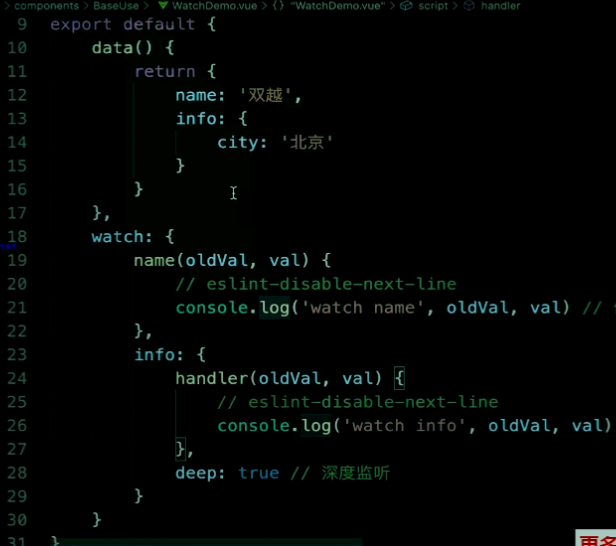 components > BaseUse > WatchDemo.vue > {} "WatchDemo.vue" > script > handler
9 export default {
10 data() {
11 return {
12 name: '双越',
13 info: {
14 city: '北京'
15 }
16 }
17 },
18 watch: {
19 name(oldVal, val) {
20 // eslint-disable-next-line
21 console.log('watch name', oldVal, val) //
22 },
23 info: {
24 handler(oldVal, val) {
25 // eslint-disable-next-line
26 console.log('watch info', oldVal, val)
27 },
28 deep: true // 深度监听
29 }
30 }
31 }
更多